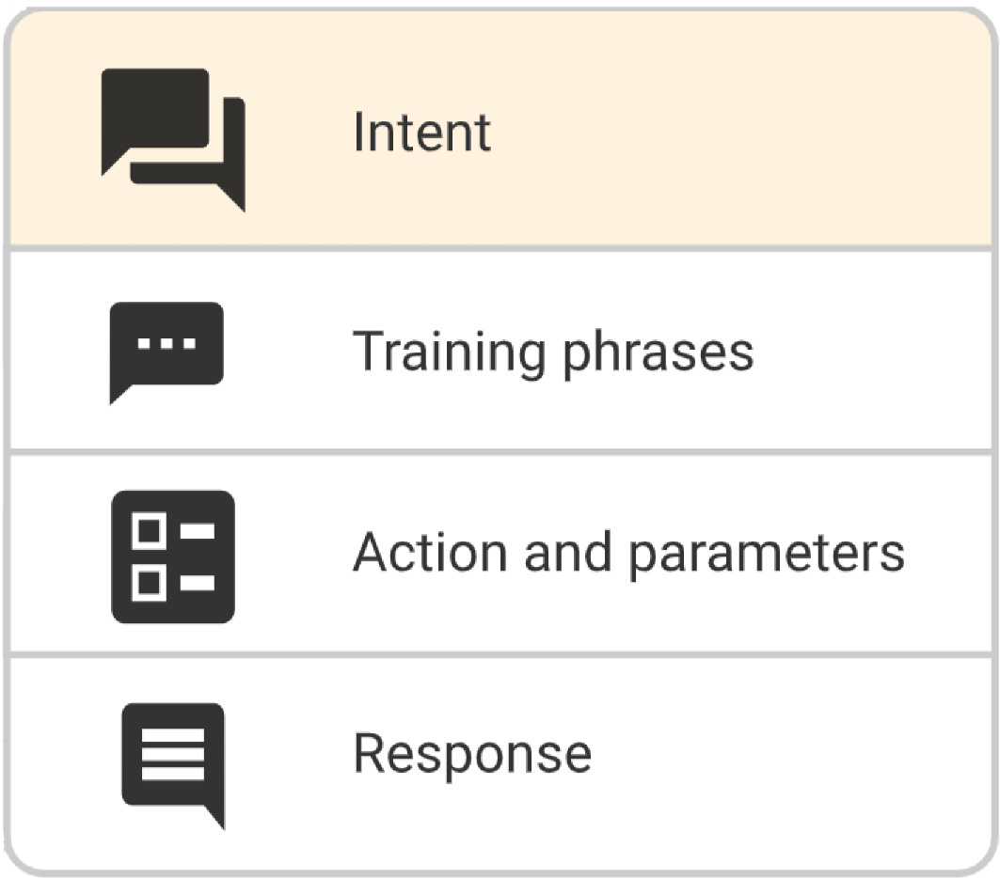 Intent
Training phrases
Action and parameters
Response